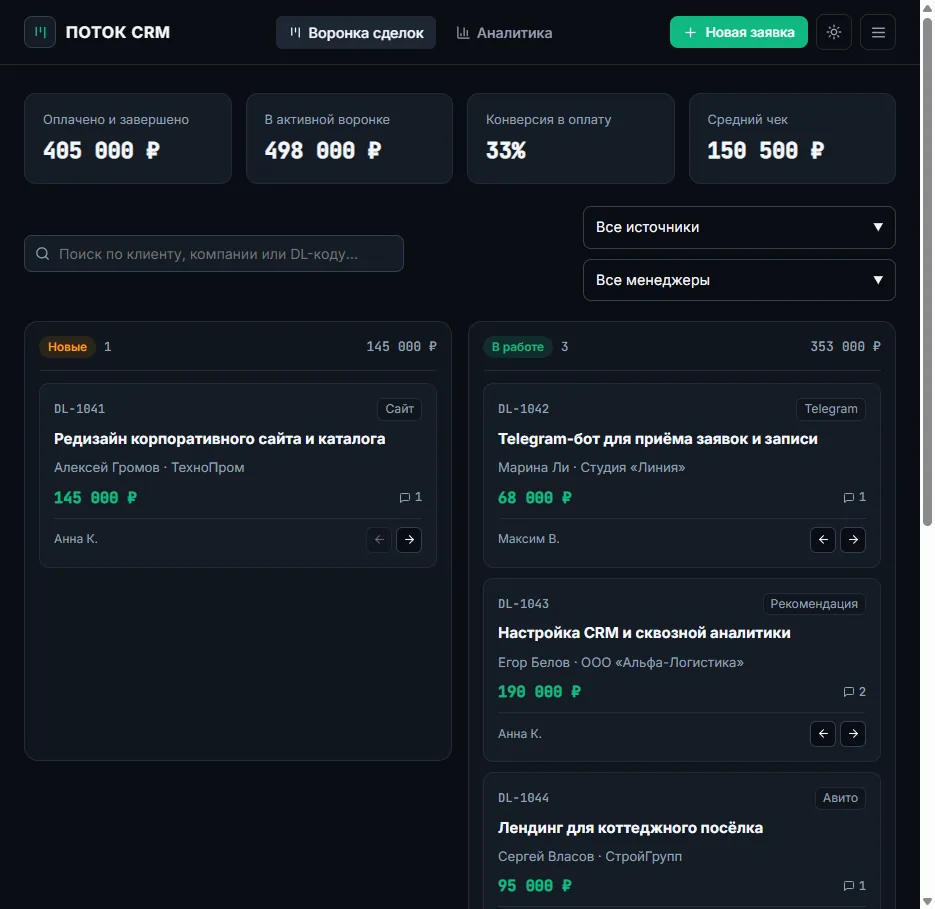 ПОТОК CRM
Воронка сделок
Аналитика
+ Новая заявка
Оплачено и завершено
405 000 ₽
В активной воронке
498 000 ₽
Конверсия в оплату
33%
Средний чек
150 500 ₽
Поиск по клиенту, компании или DL-коду...
Все источники
Все менеджеры
Новые 1 145 000 ₽
DL-1041 Сайт
Редизайн корпоративного сайта и каталога
Алексей Громов · ТехноПром
145 000 ₽ 1
Анна К. ← →
В работе 3 353 000 ₽
DL-1042 Telegram
Telegram-бот для приёма заявок и записи
Марина Ли · Студия «Линия»
68 000 ₽ 1
Максим В. ← →
DL-1043 Рекомендация
Настройка CRM и сквозной аналитики
Егор Белов · ООО «Альфа-Логистика»
190 000 ₽ 2
Анна К. ← →
DL-1044 Авито
Лендинг для коттеджного посёлка
Сергей Власов · СтройГрупп
95 000 ₽ 1